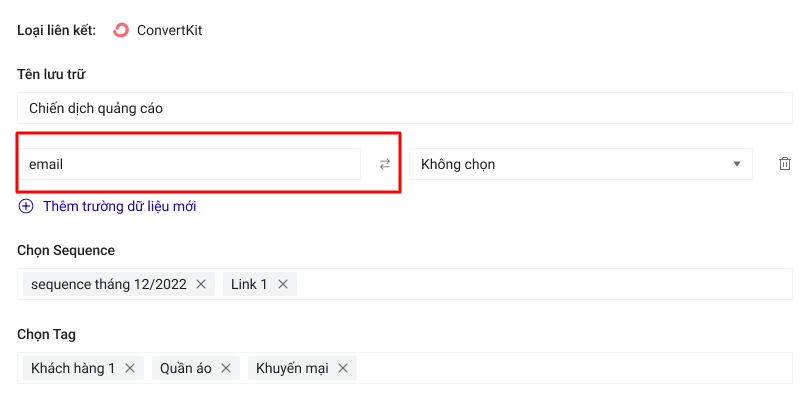 Loại liên kết: ConvertKit
Tên lưu trữ
Chiến dịch quảng cáo
email Không chọn
Thêm trường dữ liệu mới
Chọn Sequence
sequence tháng 12/2022 Link 1
Chọn Tag
Khách hàng 1 Quần áo Khuyến mại